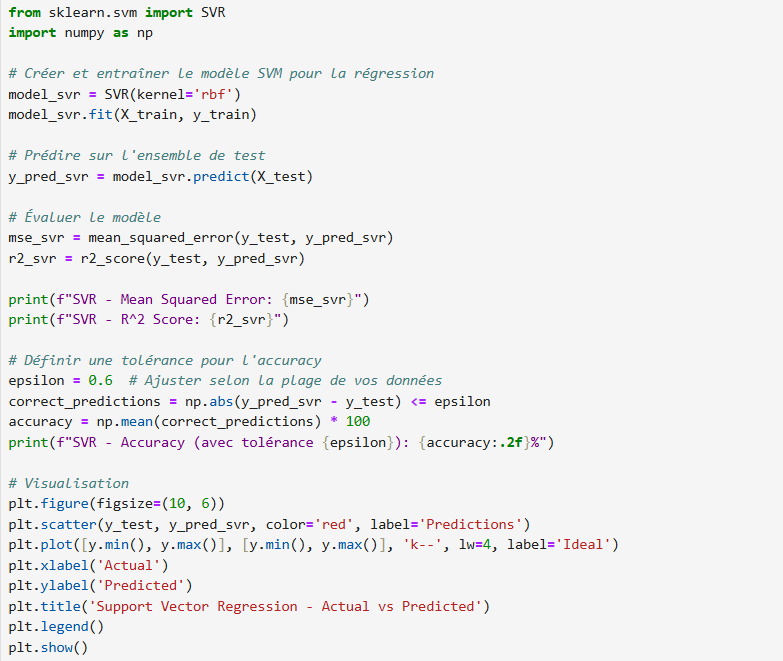 from sklearn.svm import SVR
import numpy as np
# Créer et entraîner le modèle SVM pour la régression
model_svr = SVR(kernel='rbf')
model_svr.fit(X_train, y_train)
# Prédire sur l'ensemble de test
y_pred_svr = model_svr.predict(X_test)
# Évaluer le modèle
mse_svr = mean_squared_error(y_test, y_pred_svr)
r2_svr = r2_score(y_test, y_pred_svr)
print(f"SVR - Mean Squared Error: {mse_svr}")
print(f"SVR - R^2 Score: {r2_svr}")
# Définir une tolérance pour l'accuracy
epsilon = 0.6  # Ajuster selon la plage de vos données
correct_predictions = np.abs(y_pred_svr - y_test) <= epsilon
accuracy = np.mean(correct_predictions) * 100
print(f"SVR - Accuracy (avec tolérance {epsilon}): {accuracy:.2f}%")
# Visualisation
plt.figure(figsize=(10, 6))
plt.scatter(y_test, y_pred_svr, color='red', label='Predictions')
plt.plot([y.min(), y.max()], [y.min(), y.max()], 'k--', lw=4, label='Ideal')
plt.xlabel('Actual')
plt.ylabel('Predicted')
plt.title('Support Vector Regression - Actual vs Predicted')
plt.legend()
plt.show()